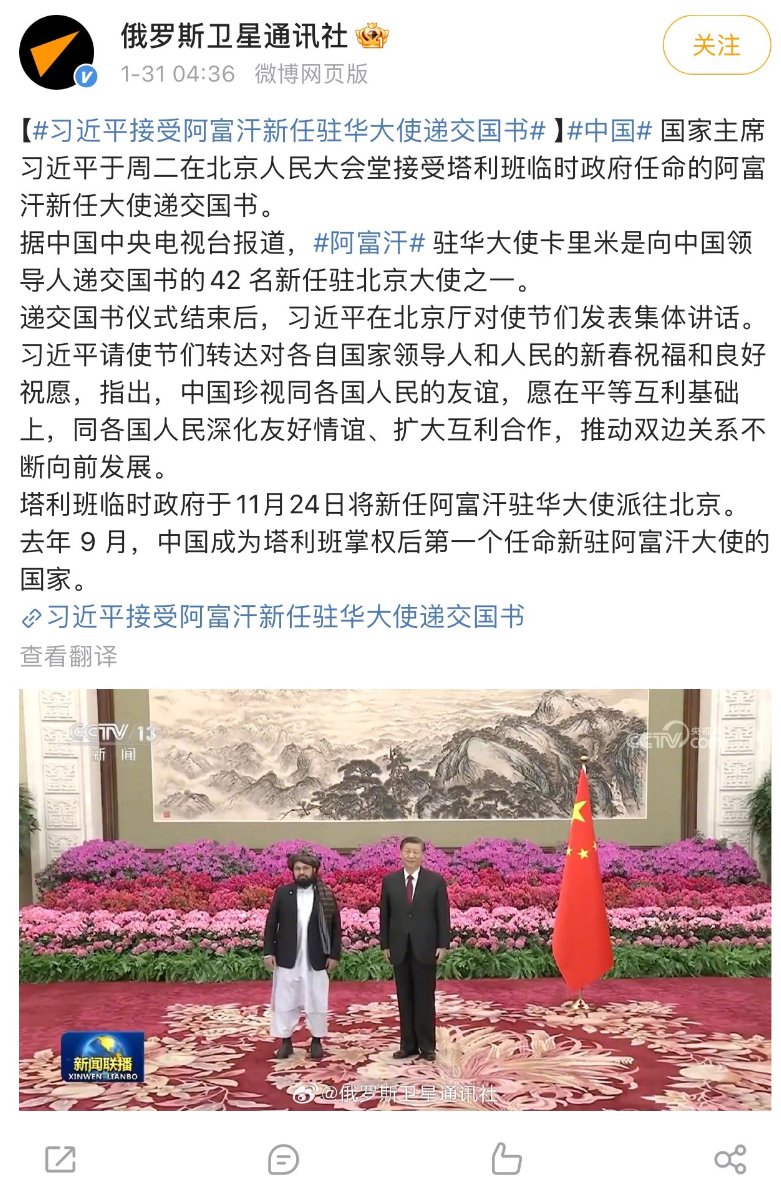 俄罗斯卫星通讯社
关注
1-31 04:36 微博网页版
【#习近平接受阿富汗新任驻华大使递交国书#】#中国# 国家主席
习近平于周二在北京人民大会堂接受塔利班临时政府任命的阿富
汗新任大使递交国书。
据中国中央电视台报道，#阿富汗# 驻华大使卡里米是向中国领
导人递交国书的42 名新任驻北京大使之一。
递交国书仪式结束后，习近平在北京厅对使节们发表集体讲话。
习近平请使节们转达对各自国家领导人和人民的新春祝福和良好
祝愿，指出，中国珍视同各国人民的友谊，愿在平等互利基础
上，同各国人民深化友好情谊、扩大互利合作，推动双边关系不
断向前发展。
塔利班临时政府于11月24日将新任阿富汗驻华大使派往北京。
去年 9 月，中国成为塔利班掌权后第一个任命新驻阿富汗大使的
国家。
习近平接受阿富汗新任驻华大使递交国书
查看翻译
CCTV 13
新闻
CCTV 央视网
com
新闻联播
XINWEN LIANBO
@俄罗斯卫星通讯社